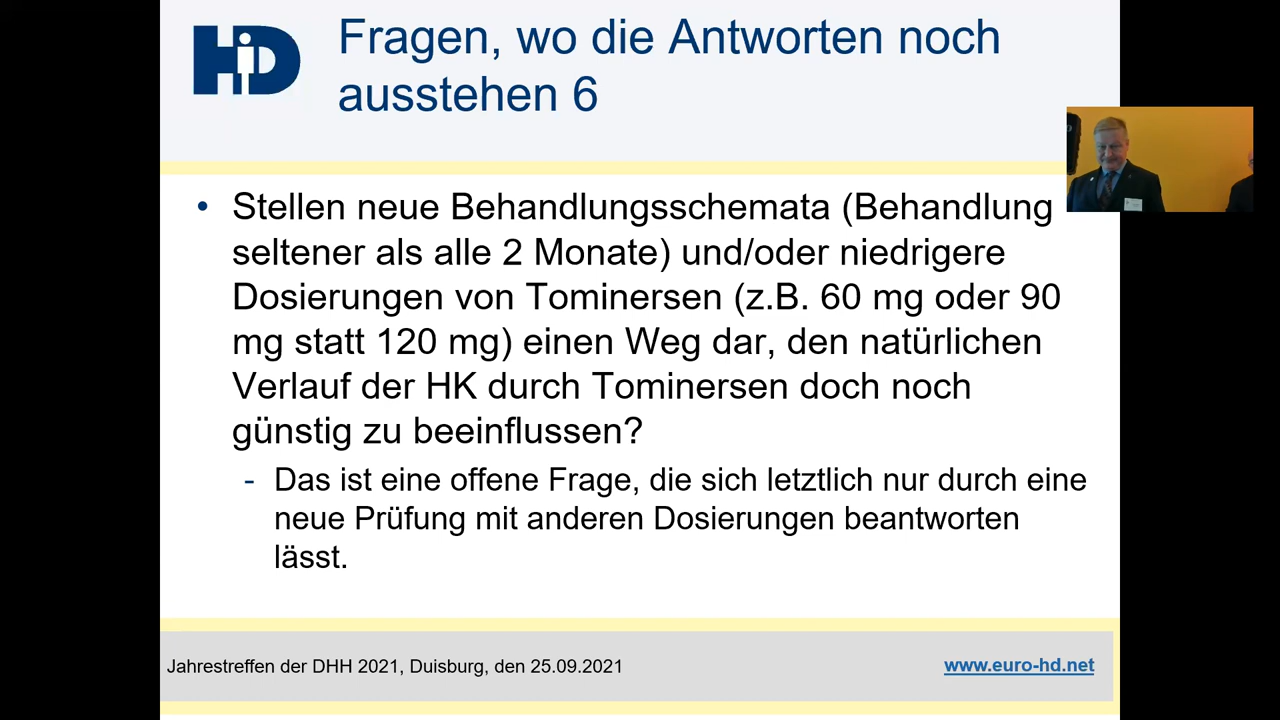 HD
Fragen, wo die Antworten noch
ausstehen 6
• Stellen neue Behandlungsschemata (Behandlung
seltener als alle 2 Monate) und/oder niedrigere
Dosierungen von Tominersen (z.B. 60 mg oder 90
mg statt 120 mg) einen Weg dar, den natürlichen
Verlauf der HK durch Tominersen doch noch
günstig zu beeinflussen?
- Das ist eine offene Frage, die sich letztlich nur durch eine
neue Prüfung mit anderen Dosierungen beantworten
lässt.
Jahrestreffen der DHH 2021, Duisburg, den 25.09.2021
www.euro-hd.net